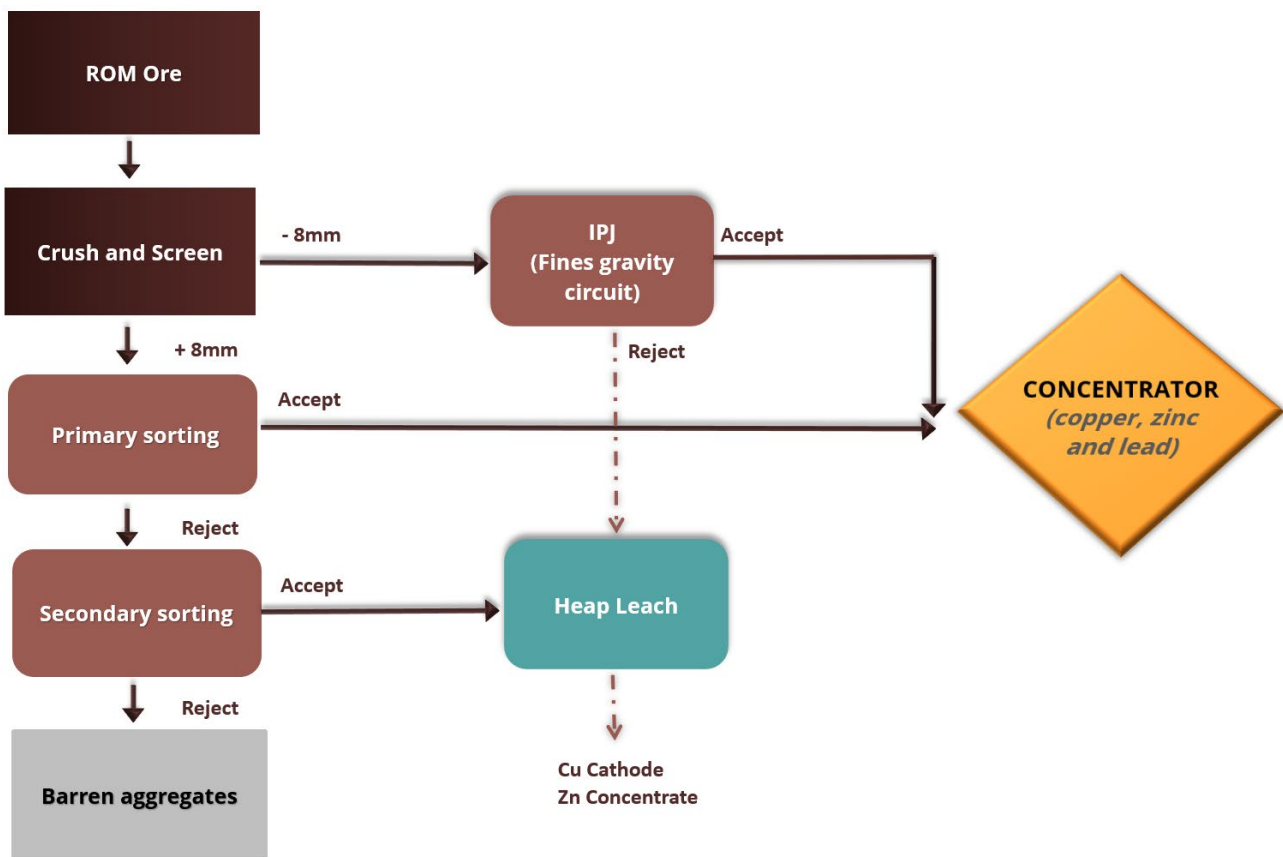 ROM Ore
Crush and Screen
- 8mm
IPJ
(Fines gravity
circuit)
Accept
+ 8mm
Reject
CONCENTRATOR
(copper, zinc
and lead)
Primary sorting
Accept
Reject
Secondary sorting
Accept
Heap Leach
Reject
Barren aggregates
Cu Cathode
Zn Concentrate